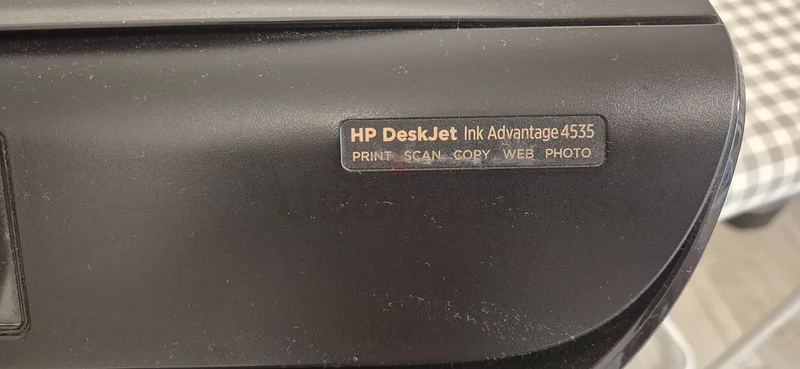 HP DeskJet Ink Advantage 4535
PRINT SCAN COPY WEB PHOTO